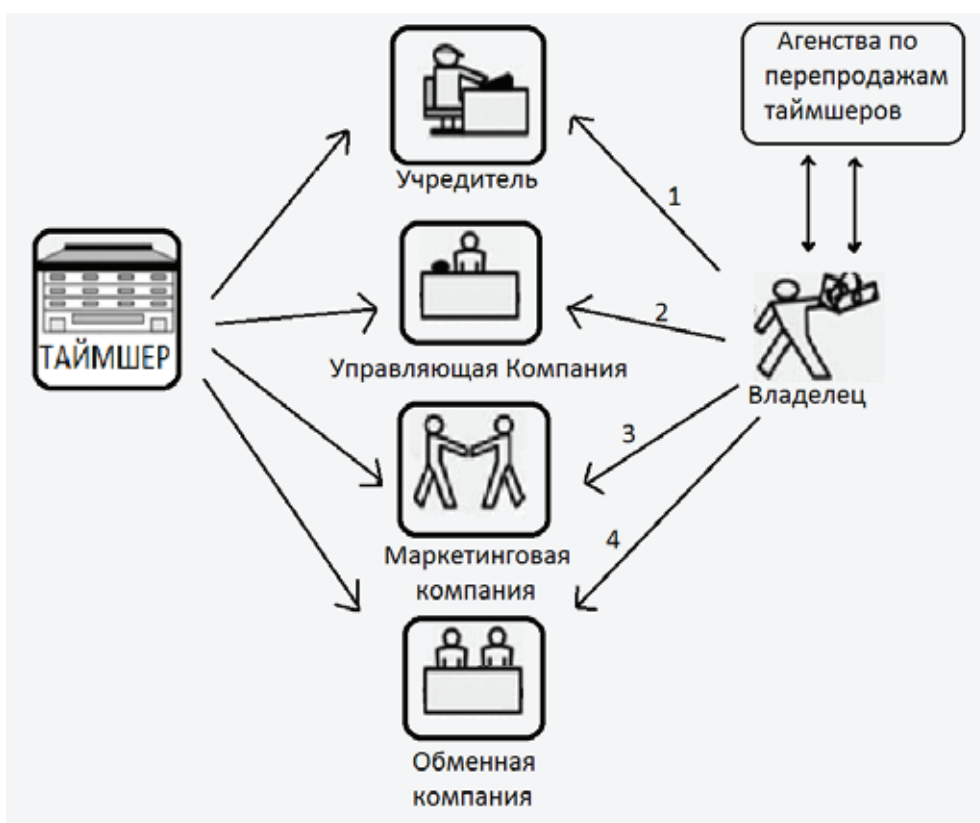 Агенства по
перепродажам
таймшеров
Учредитель
1
ТАЙМШЕР
2
Управляющая Компания
Владелец
3
Маркетинговая
компания
4
Обменная
компания